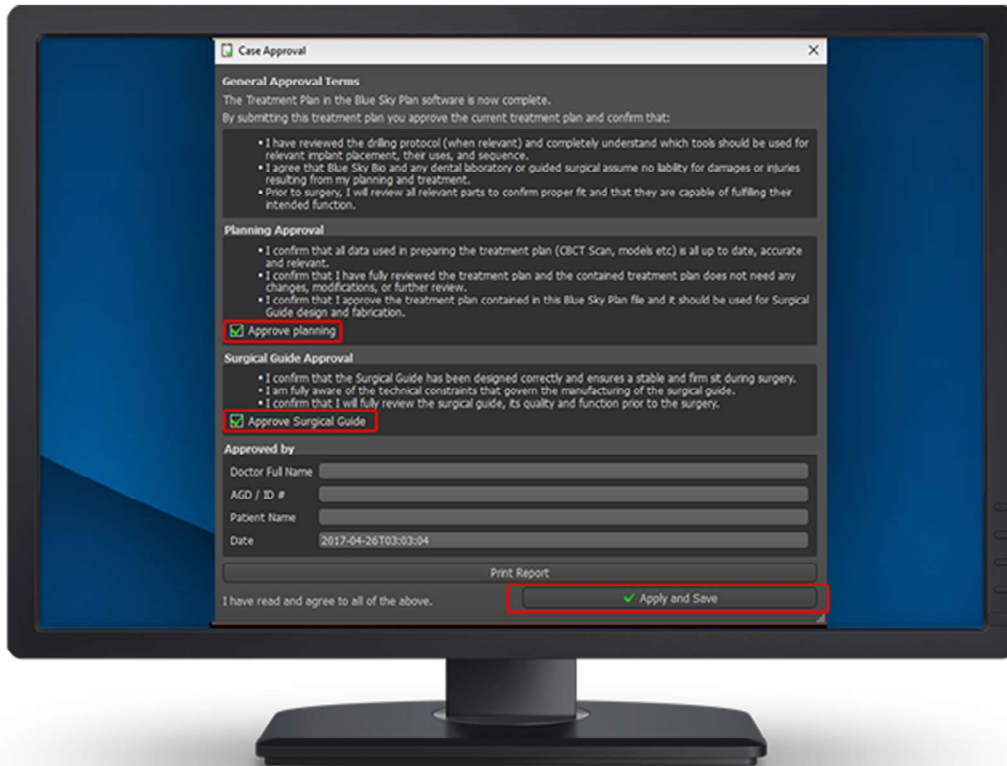 Case Approval
General Approval Terms
The Treatment Plan in the Blue Sky Plan software is now complete.
By submitting this treatment plan you approve the current treatment plan and confirm that:
▪ I have reviewed the drilling protocol (when relevant) and completely understand which tools should be used for
relevant implant placement, their uses, and sequence.
▪ I agree that Blue Sky Bio and any dental laboratory or guided surgical assume no liability for damages or injuries
resulting from my planning and treatment.
▪ Prior to surgery, I will review all relevant parts to confirm proper fit and that they are capable of fulfilling their
intended function.
Planning Approval
▪ I confirm that all data used in preparing the treatment plan (CBCT Scan, models etc) is all up to date, accurate
and relevant.
▪ I confirm that I have fully reviewed the treatment plan and the contained treatment plan does not need any
changes, modifications, or further review.
▪ I confirm that I approve the treatment plan contained in this Blue Sky Plan file and it should be used for Surgical
Guide design and fabrication.
Approve planning
Surgical Guide Approval
▪ I confirm that the Surgical Guide has been designed correctly and ensures a stable and firm sit during surgery.
▪ I am fully aware of the technical constraints that govern the manufacturing of the surgical guide.
▪ I confirm that I will fully review the surgical guide, its quality and function prior to the surgery.
Approve Surgical Guide
Approved by
Doctor Full Name
AGD / ID #
Patient Name
Date 2017-04-26T03:03:04
Print Report
I have read and agree to all of the above. Apply and Save